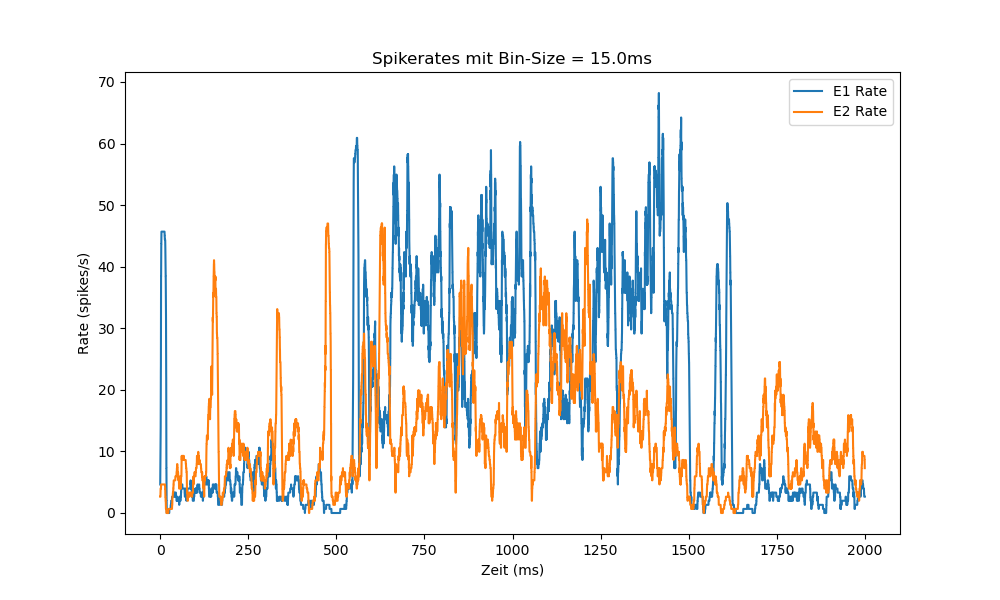 Spikerates mit Bin-Size = 15.0ms
E1 Rate
E2 Rate
Rate (spikes/s)
70
60
50
40
30
20
10
0
0 250 500 750 1000 1250 1500 1750 2000
Zeit (ms)